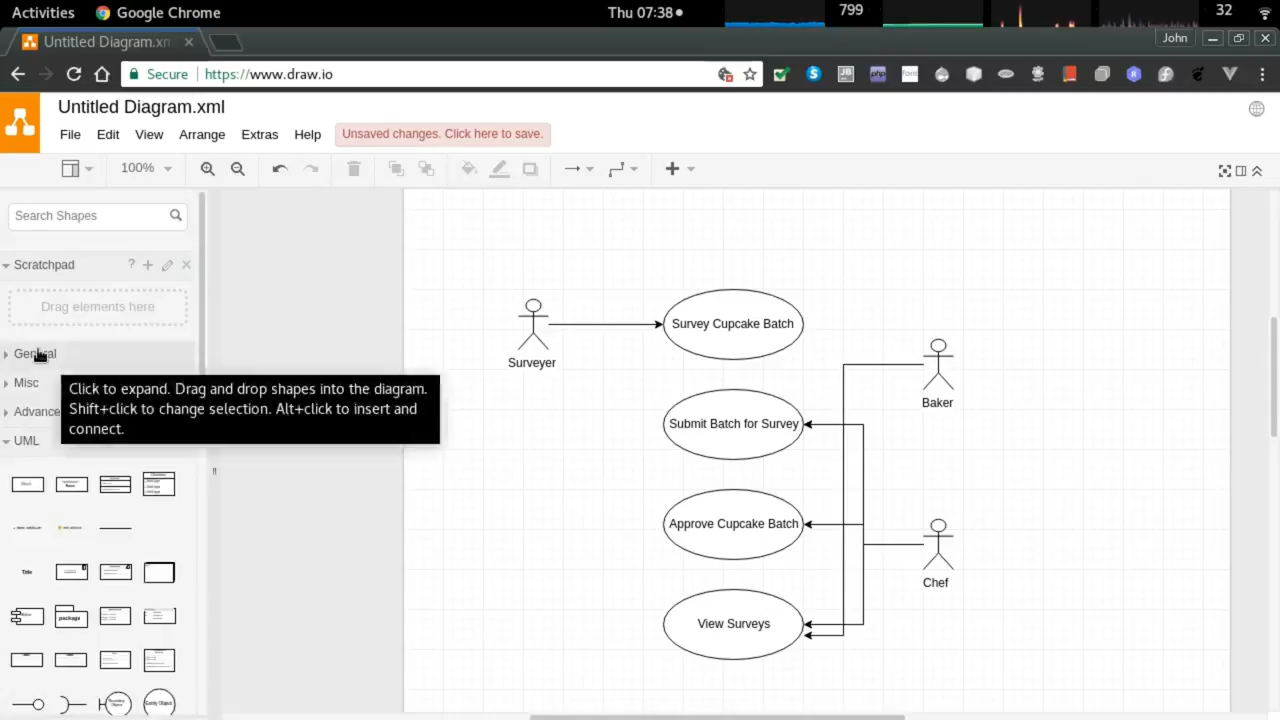 Activities
Google Chrome
Thu 07:38
799
32
Untitled Diagram.xn
John
Secure
https://www.draw.io
Untitled Diagram.xml
File
Edit
View
Arrange
Extras
Help
Unsaved changes. Click here to save.
100%
Search Shapes
Scratchpad
?
Drag elements here
General
Misc
Advance
UML
Click to expand. Drag and drop shapes into the diagram.
Shift+click to change selection. Alt+click to insert and
connect.
Title
package
Entity Object
Surveyer
Survey Cupcake Batch
Submit Batch for Survey
Approve Cupcake Batch
View Surveys
Baker
Chef